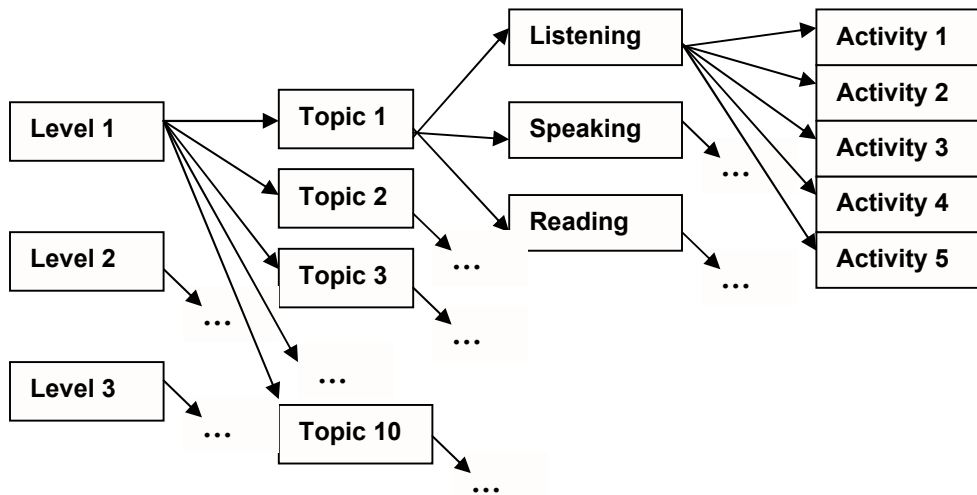 Level 1
Level 2
...
Level 3
...
Topic 1
Topic 2
...
Topic 3
...
...
Topic 10
...
Listening
Speaking
...
Reading
...
Activity 1
Activity 2
Activity 3
Activity 4
Activity 5